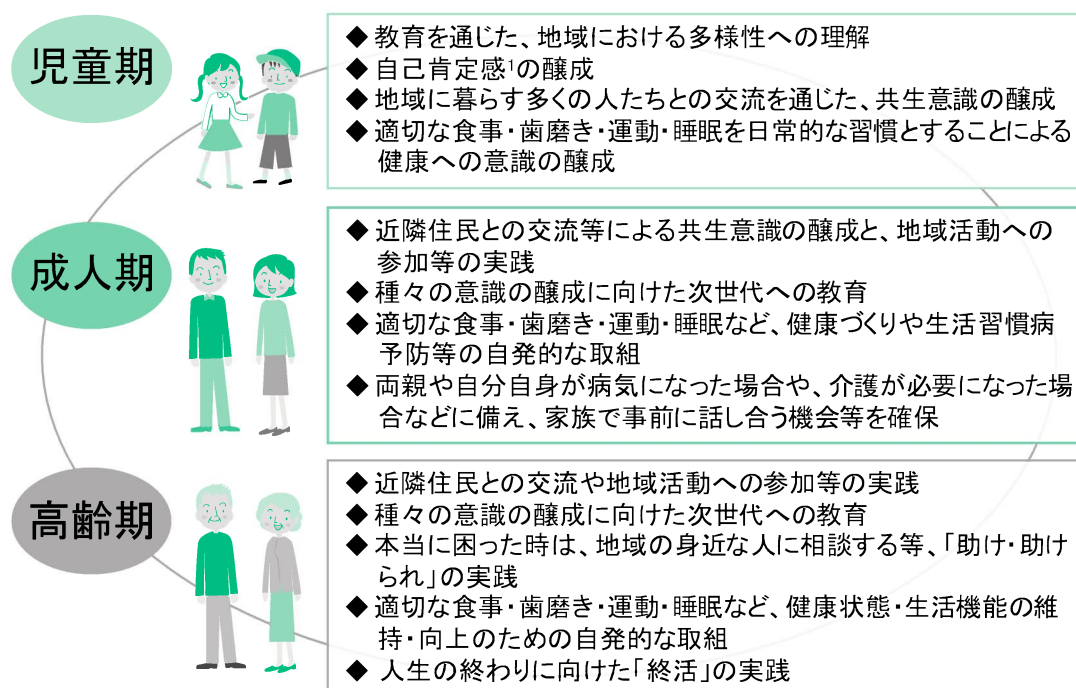 児童期
◆ 教育を通じた、地域における多様性への理解
◆ 自己肯定感¹の醸成
◆ 地域に暮らす多くの人たちとの交流を通じた、共生意識の醸成
◆ 適切な食事・歯磨き・運動・睡眠を日常的な習慣とすることによる
健康への意識の醸成
成人期
◆ 近隣住民との交流等による共生意識の醸成と、地域活動への
参加等の実践
◆ 種々の意識の醸成に向けた次世代への教育
◆ 適切な食事・歯磨き・運動・睡眠など、健康づくりや生活習慣病
予防等の自発的な取組
◆ 両親や自分自身が病気になった場合や、介護が必要になった場
合などに備え、家族で事前に話し合う機会等を確保
高齢期
◆ 近隣住民との交流や地域活動への参加等の実践
◆ 種々の意識の醸成に向けた次世代への教育
◆ 本当に困った時は、地域の身近な人に相談する等、「助け・助け
られ」の実践
◆ 適切な食事・歯磨き・運動・睡眠など、健康状態・生活機能の維
持・向上のための自発的な取組
◆ 人生の終わりに向けた「終活」の実践